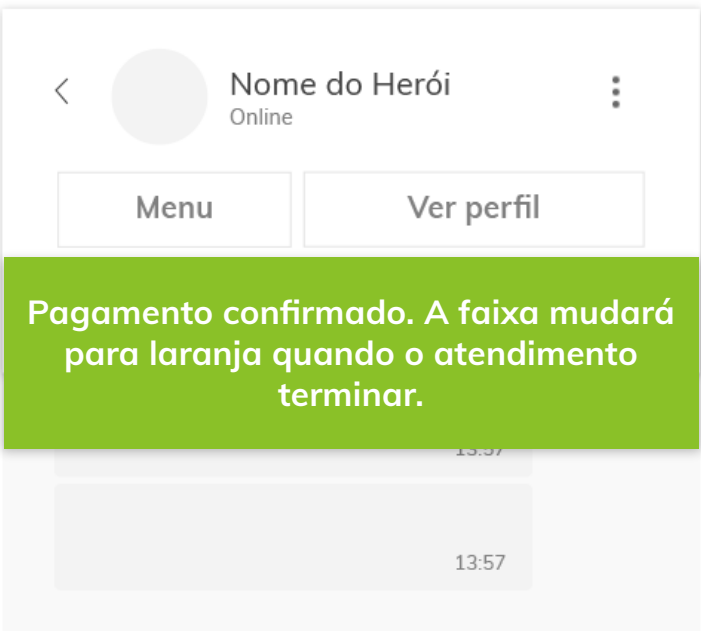 Nome do Herói
Online
Menu
Ver perfil
Pagamento confirmado. A faixa mudará
para laranja quando o atendimento
terminar.
13:57
13:57